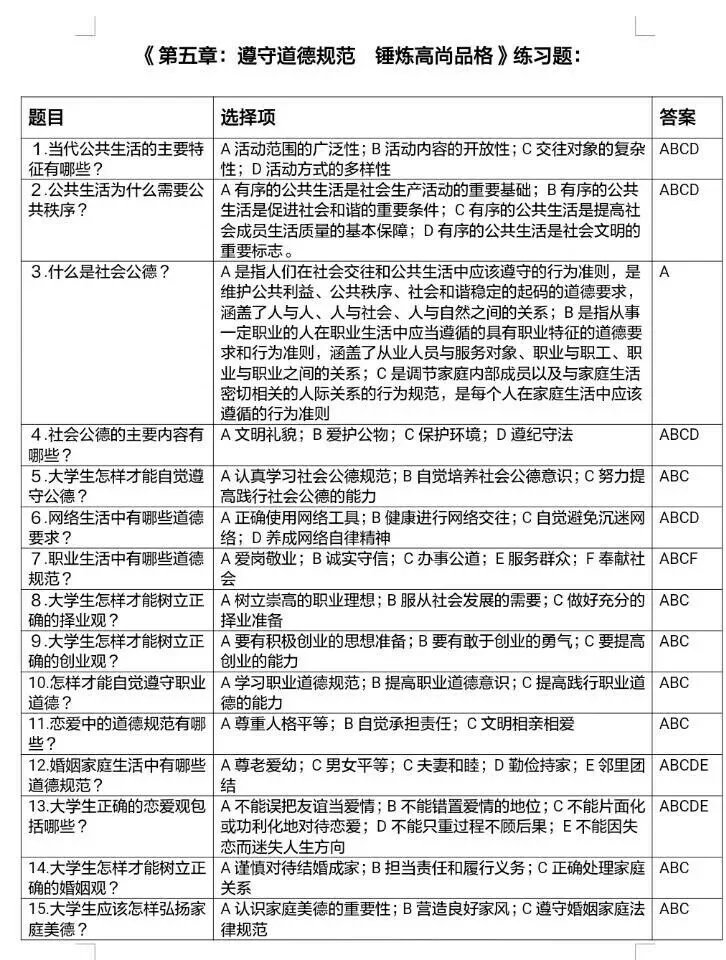 《第五章：遵守道德规范　锤炼高尚品格》练习题：
题目 选择项 答案
１.当代公共生活的主要特
征有哪些？
A 活动范围的广泛性；B 活动内容的开放性；C 交往对象的复杂
性；D 活动方式的多样性
ABCD
２.公共生活为什么需要公
共秩序？
A 有序的公共生活是社会生产活动的重要基础；B 有序的公共
生活是促进社会和谐的重要条件；C 有序的公共生活是提高社
会成员生活质量的基本保障；D 有序的公共生活是社会文明的
重要标志。
ABCD
３.什么是社会公德？
A 是指人们在社会交往和公共生活中应该遵守的行为准则，是
维护公共利益、公共秩序、社会和谐稳定的起码的道德要求，
涵盖了人与人、人与社会、人与自然之间的关系；B 是指从事
一定职业的人在职业生活中应当遵循的具有职业特征的道德要
求和行为准则，涵盖了从业人员与服务对象、职业与职工、职
业与职业之间的关系；C 是调节家庭内部成员以及与家庭生活
密切相关的人际关系的行为规范，是每个人在家庭生活中应该
遵循的行为准则
A
４.社会公德的主要内容有
哪些？
A 文明礼貌；B 爱护公物；C 保护环境；D 遵纪守法
ABCD
５.大学生怎样才能自觉遵
守公德？
A 认真学习社会公德规范；B 自觉培养社会公德意识；C 努力提
高践行社会公德的能力
ABC
６.网络生活中有哪些道德
要求？
A 正确使用网络工具；B 健康进行网络交往；C 自觉避免沉迷网
络；D 养成网络自律精神
ABCD
７.职业生活中有哪些道德
规范？
A 爱岗敬业；B 诚实守信；C 办事公道；E 服务群众；F 奉献社
会
ABCF
８.大学生怎样才能树立正
确的择业观？
A 树立崇高的职业理想；B 服从社会发展的需要；C 做好充分的
择业准备
ABC
９.大学生怎样才能树立正
确的创业观？
A 要有积极创业的思想准备；B 要有敢于创业的勇气；C 要提高
创业的能力
ABC
10.怎样才能自觉遵守职业
道德？
A 学习职业道德规范；B 提高职业道德意识；C 提高践行职业道
德的能力
ABC
11.恋爱中的道德规范有哪
些？
A 尊重人格平等；B 自觉承担责任；C 文明相亲相爱
ABC
12.婚姻家庭生活中有哪些
道德规范？
A 尊老爱幼；C 男女平等；C 夫妻和睦；D 勤俭持家；E 邻里团
结
ABCDE
13.大学生正确的恋爱观包
括哪些？
A 不能误把友谊当爱情；B 不能错置爱情的地位；C 不能片面化
或功利化地对待恋爱；D 不能只重过程不顾后果；E 不能因失
恋而迷失人生方向
ABCDE
14.大学生怎样才能树立正
确的婚姻观？
A 谨慎对待结婚成家；B 担当责任和履行义务；C 正确处理家庭
关系
ABC
15.大学生应该怎样弘扬家
庭美德？
A 认识家庭美德的重要性；B 营造良好家风；C 遵守婚姻家庭法
律规范
ABC